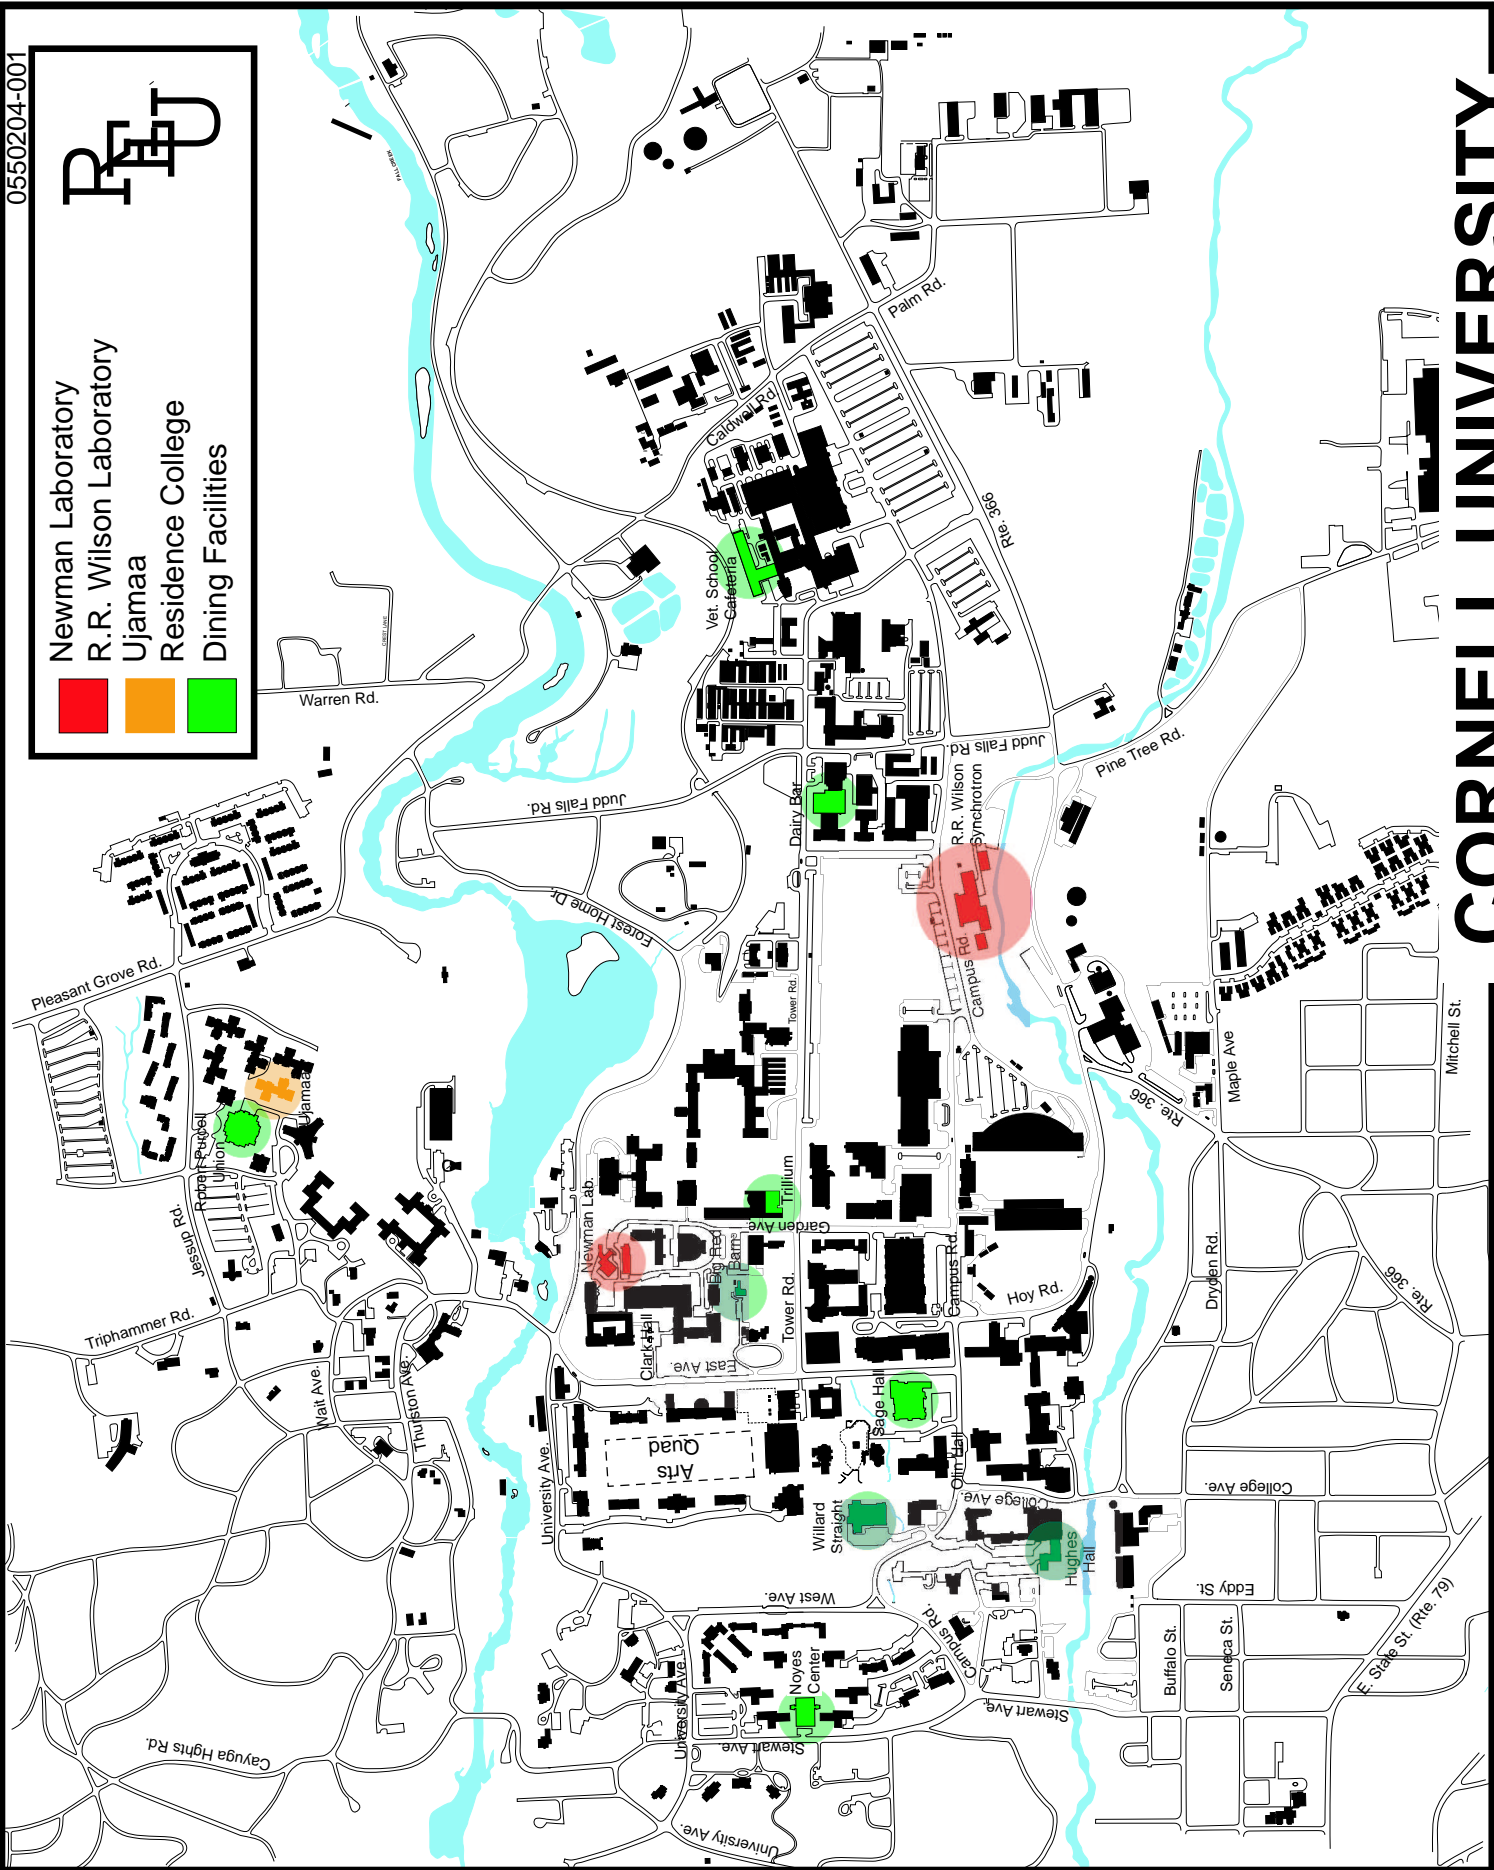 0550204-001
REU
Newman Laboratory
R.R. Wilson Laboratory
Ujamaa
Residence College
Dining Facilities
CORNELL UNIVERSITY
FALL CREEK
CREST LANE
Warren Rd.
Palm Rd.
Caldwell Rd.
Rte. 366
Vet. School
Cafeteria
Judd Falls Rd.
Judd Falls Rd.
Pine Tree Rd.
Dairy Bar
R.R. Wilson
Synchrotron
Forest Home Dr.
Pleasant Grove Rd.
Campus Rd.
Tower Rd.
Ujamaa
Robert Purcell
Union
Jessup Rd.
Triphammer Rd.
Wait Ave.
Thurston Ave.
Newman Lab.
Trillium
Garden Ave.
Big Red
Barn
Clark Hall
East Ave.
Tower Rd.
Campus Rd.
Hoy Rd.
Rte 366
Maple Ave
Mitchell St.
Dryden Rd.
Rte. 366
Sage Hall
Olin Hall
Arts
Quad
University Ave.
College Ave.
College Ave.
Willard
Straight
Hughes
Hall
West Ave.
Eddy St.
Campus Rd.
Noyes
Center
University Ave.
Stewart Ave.
Stewart Ave.
Buffalo St.
Seneca St.
E. State St. (Rte. 79)
Cayuga Hghts Rd.
University Ave.